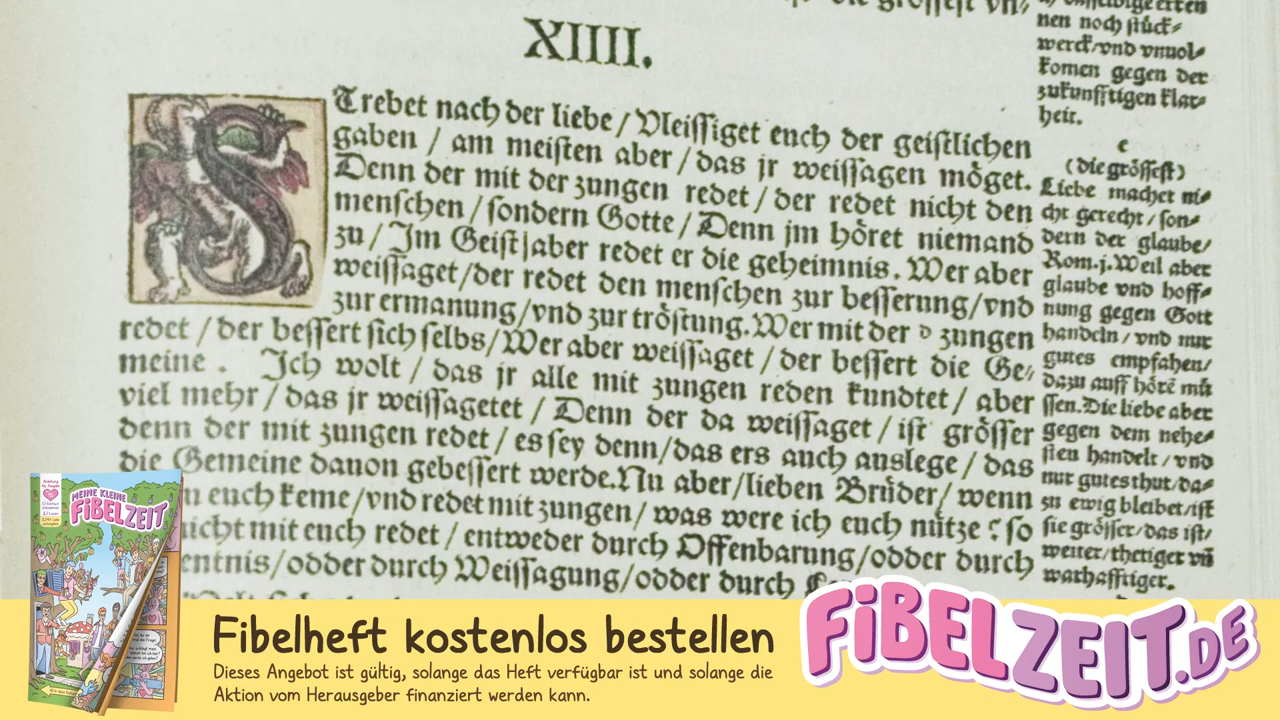 XIIII.
STrebet nach der liebe / Vleissiget euch der geistlichen
gaben / am meisten aber / das jr weissagen möget.
Denn der mit der zungen redet / der redet nicht den
menschen / sondern Gotte / Denn jm höret niemand
zu / Im Geist aber redet er die geheimnis. Wer aber
weissaget / der redet den menschen zur besserung / vnd
zur ermanung / vnd zur tröstung. Wer mit der zungen
redet / der bessert sich selbs / Wer aber weissaget / der bessert die Ge⸗
meine . Ich wolt / das jr alle mit zungen reden kundtet / aber
viel mehr / das jr weissagetet / Denn der da weissaget / ist grösser
denn der mit zungen redet / es sey denn / das ers auch auslege / das
die Gemeine dauon gebessert werde. Nu aber / lieben Brüder / wenn
euch keme / vnd redet mit zungen / was were ich euch nütze ? so
nicht mit euch redet / entweder durch Offenbarung / odder durch
entnis / odder durch Weissagung / odder durch
nen noch stück⸗
werck / vnd vnuol⸗
komen gegen der
zukunfftigen klar⸗
heit.
c
(die grössest)
Liebe machet ni⸗
cht gerecht / son⸗
dern der glaube /
Rom. j. Weil aber
glaube vnd hoff⸗
nung gegen Gott
handeln / vnd nur
gutes empfahen /
dazu auff hörē mü
ssen. Die liebe aber
gegen dem nehe⸗
sten handelt / vnd
nur gutes thut / da⸗
zu ewig bleibet / ist
sie grösser / das ist /
weiter / thetiger vñ
warhafftiger.
MEINE KLEINE
FiBELZEIT
Fibelheft kostenlos bestellen
Dieses Angebot ist gültig, solange das Heft verfügbar ist und solange die
Aktion vom Herausgeber finanziert werden kann.
FiBELZEIT.DE